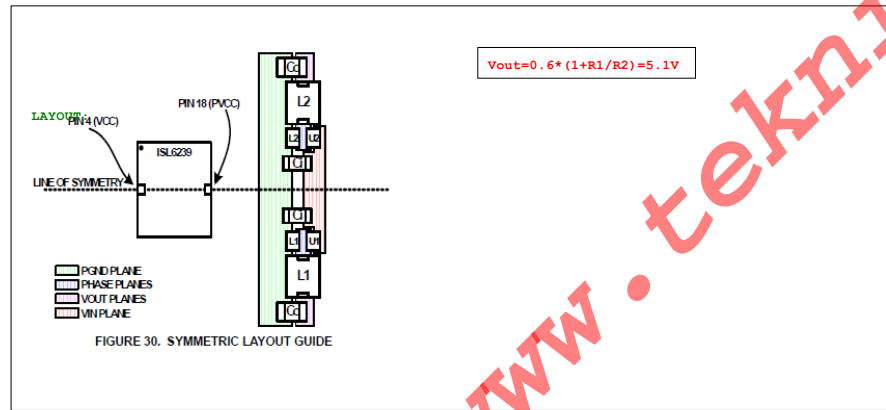 Vout=0.6*(1+R1/R2)=5.1V
LAYOUT:
PIN 18 (PVCC)
PIN 4 (VCC)
ISL6239
LINE OF SYMMETRY
Co
L2
L2
U2
Ci
Ci
L1
U1
L1
Co
PGND PLANE
PHASE PLANES
VOUT PLANES
VIN PLANE
FIGURE 30. SYMMETRIC LAYOUT GUIDE
ww.tekni